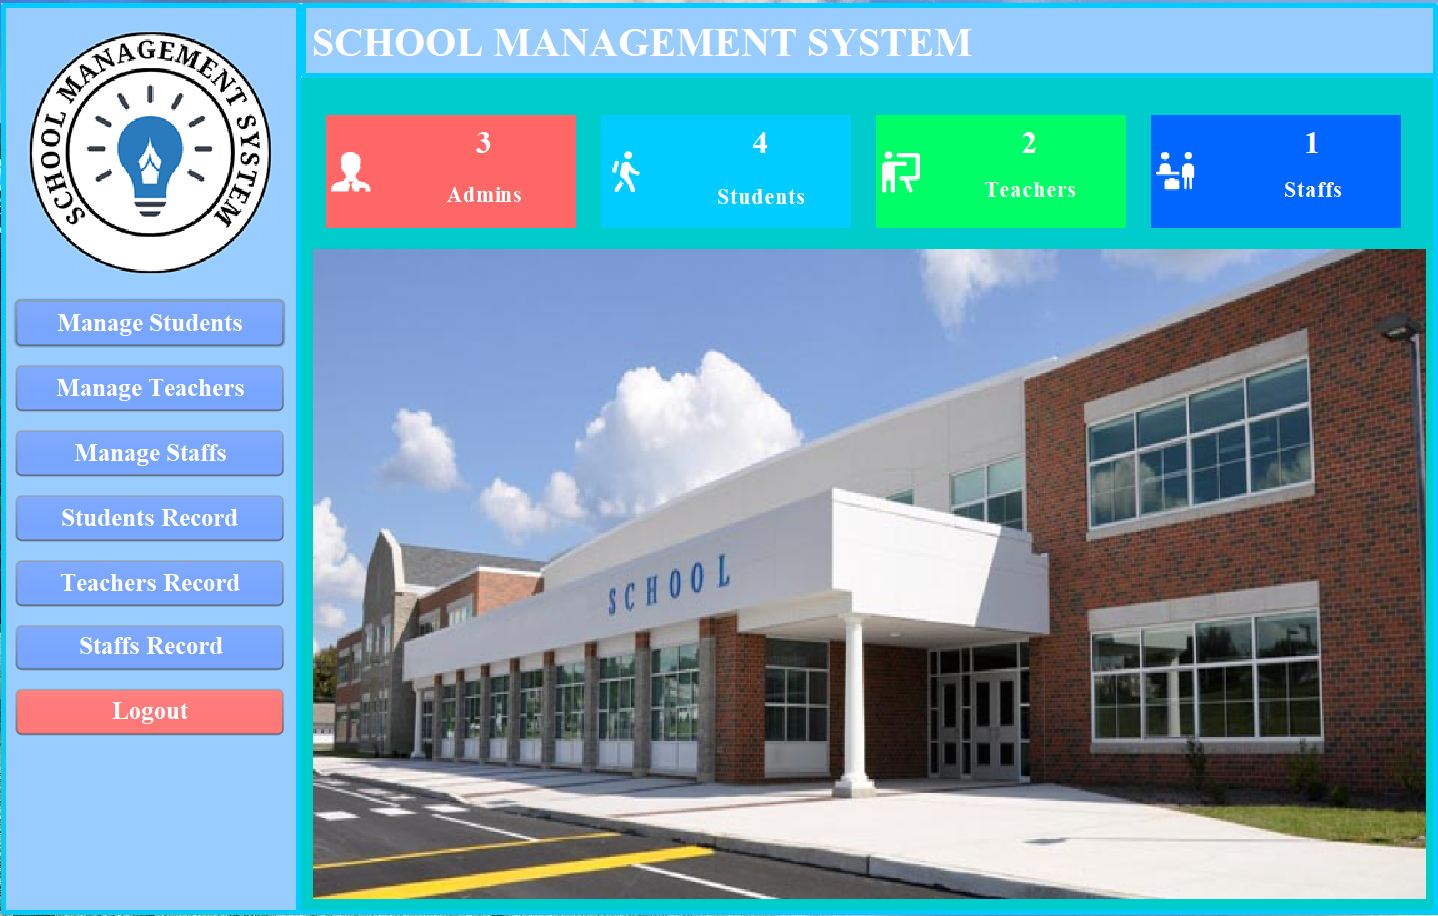 SCHOOL MANAGEMENT SYSTEM
SCHOOL MANAGEMENT SYSTEM
3
Admins
4
Students
2
Teachers
1
Staffs
Manage Students
Manage Teachers
Manage Staffs
Students Record
Teachers Record
Staffs Record
Logout
SCHOOL